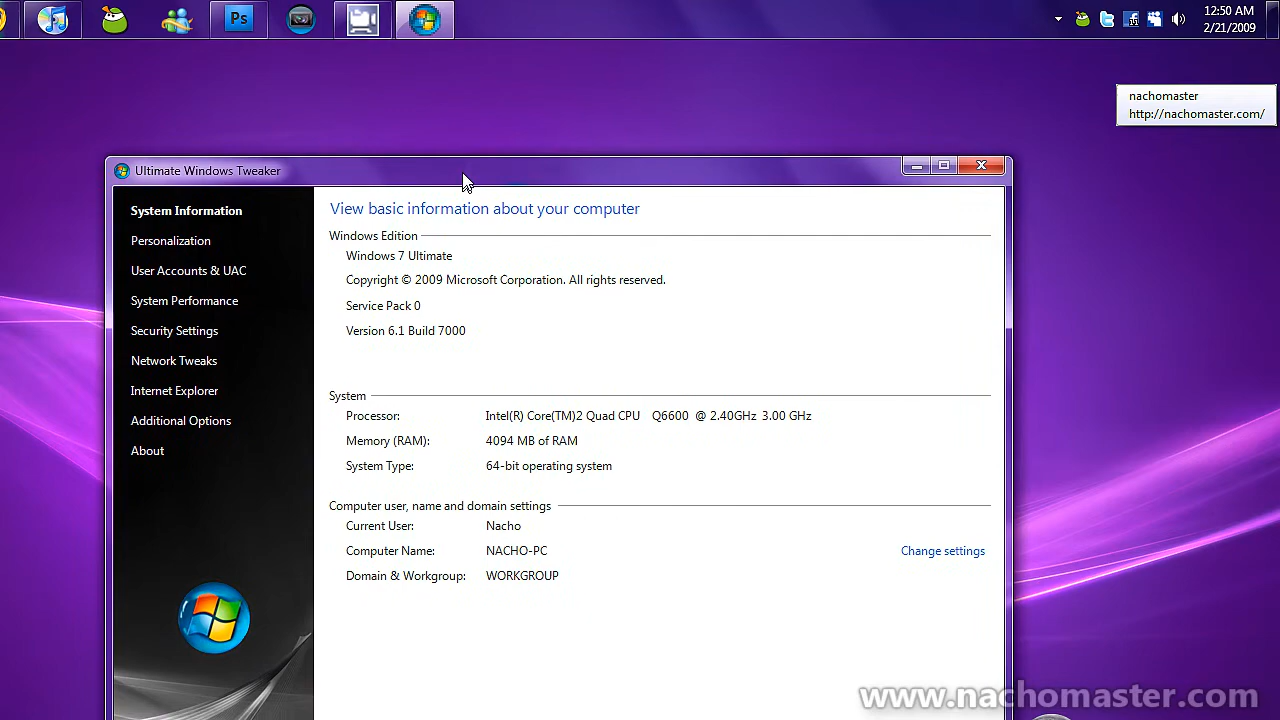 Ps
12:50 AM
2/21/2009
nachomaster
http://nachomaster.com/
Ultimate Windows Tweaker
System Information
Personalization
User Accounts & UAC
System Performance
Security Settings
Network Tweaks
Internet Explorer
Additional Options
About
View basic information about your computer
Windows Edition
Windows 7 Ultimate
Copyright © 2009 Microsoft Corporation. All rights reserved.
Service Pack 0
Version 6.1 Build 7000
System
Processor: Intel(R) Core(TM)2 Quad CPU Q6600 @ 2.40GHz 3.00 GHz
Memory (RAM): 4094 MB of RAM
System Type: 64-bit operating system
Computer user, name and domain settings
Current User: Nacho
Computer Name: NACHO-PC Change settings
Domain & Workgroup: WORKGROUP
www.nachomaster.com